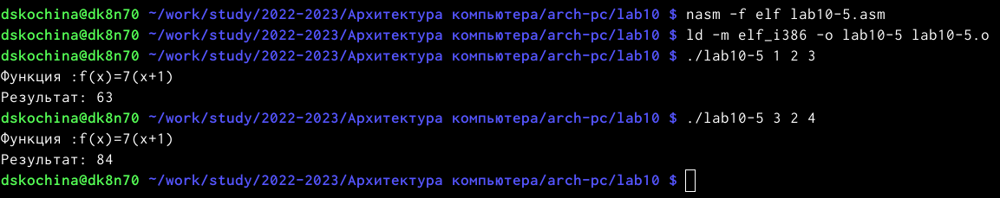 dskochina@dk8n70 ~/work/study/2022-2023/Архитектура компьютера/arch-pc/lab10 $ nasm -f elf lab10-5.asm
dskochina@dk8n70 ~/work/study/2022-2023/Архитектура компьютера/arch-pc/lab10 $ ld -m elf_i386 -o lab10-5 lab10-5.o
dskochina@dk8n70 ~/work/study/2022-2023/Архитектура компьютера/arch-pc/lab10 $ ./lab10-5 1 2 3
Функция :f(x)=7(x+1)
Результат: 63
dskochina@dk8n70 ~/work/study/2022-2023/Архитектура компьютера/arch-pc/lab10 $ ./lab10-5 3 2 4
Функция :f(x)=7(x+1)
Результат: 84
dskochina@dk8n70 ~/work/study/2022-2023/Архитектура компьютера/arch-pc/lab10 $